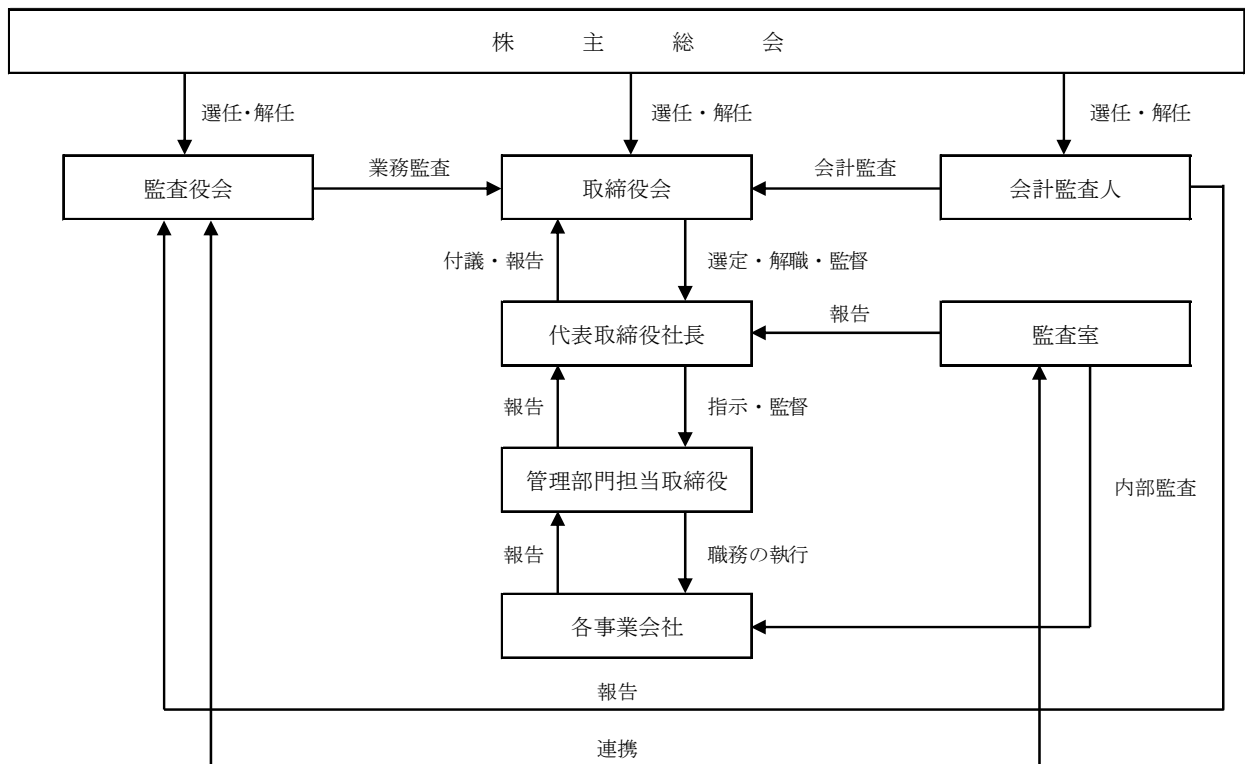 株主総会
選任・解任
選任・解任
選任・解任
監査役会
業務監査
取締役会
会計監査
会計監査人
付議・報告
選定・解職・監督
代表取締役社長
報告
監査室
報告
指示・監督
管理部門担当取締役
内部監査
報告
職務の執行
各事業会社
報告
連携